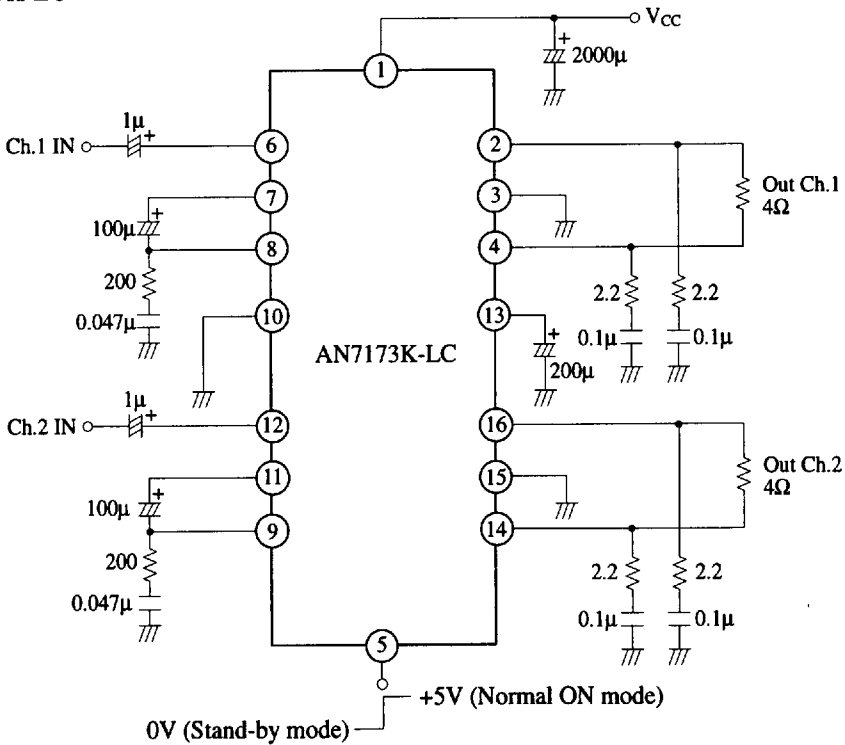 VCC
+
2000μ
1
1μ
+
Ch.1 IN
6
2
7
3
Out Ch.1
4Ω
+
100μ
8
4
200
0.047μ
2.2
2.2
10
13
0.1μ
0.1μ
+
AN7173K-LC
200μ
1μ
+
Ch.2 IN
12
16
11
15
Out Ch.2
4Ω
+
100μ
9
14
200
0.047μ
2.2
2.2
0.1μ
0.1μ
5
+5V (Normal ON mode)
0V (Stand-by mode)